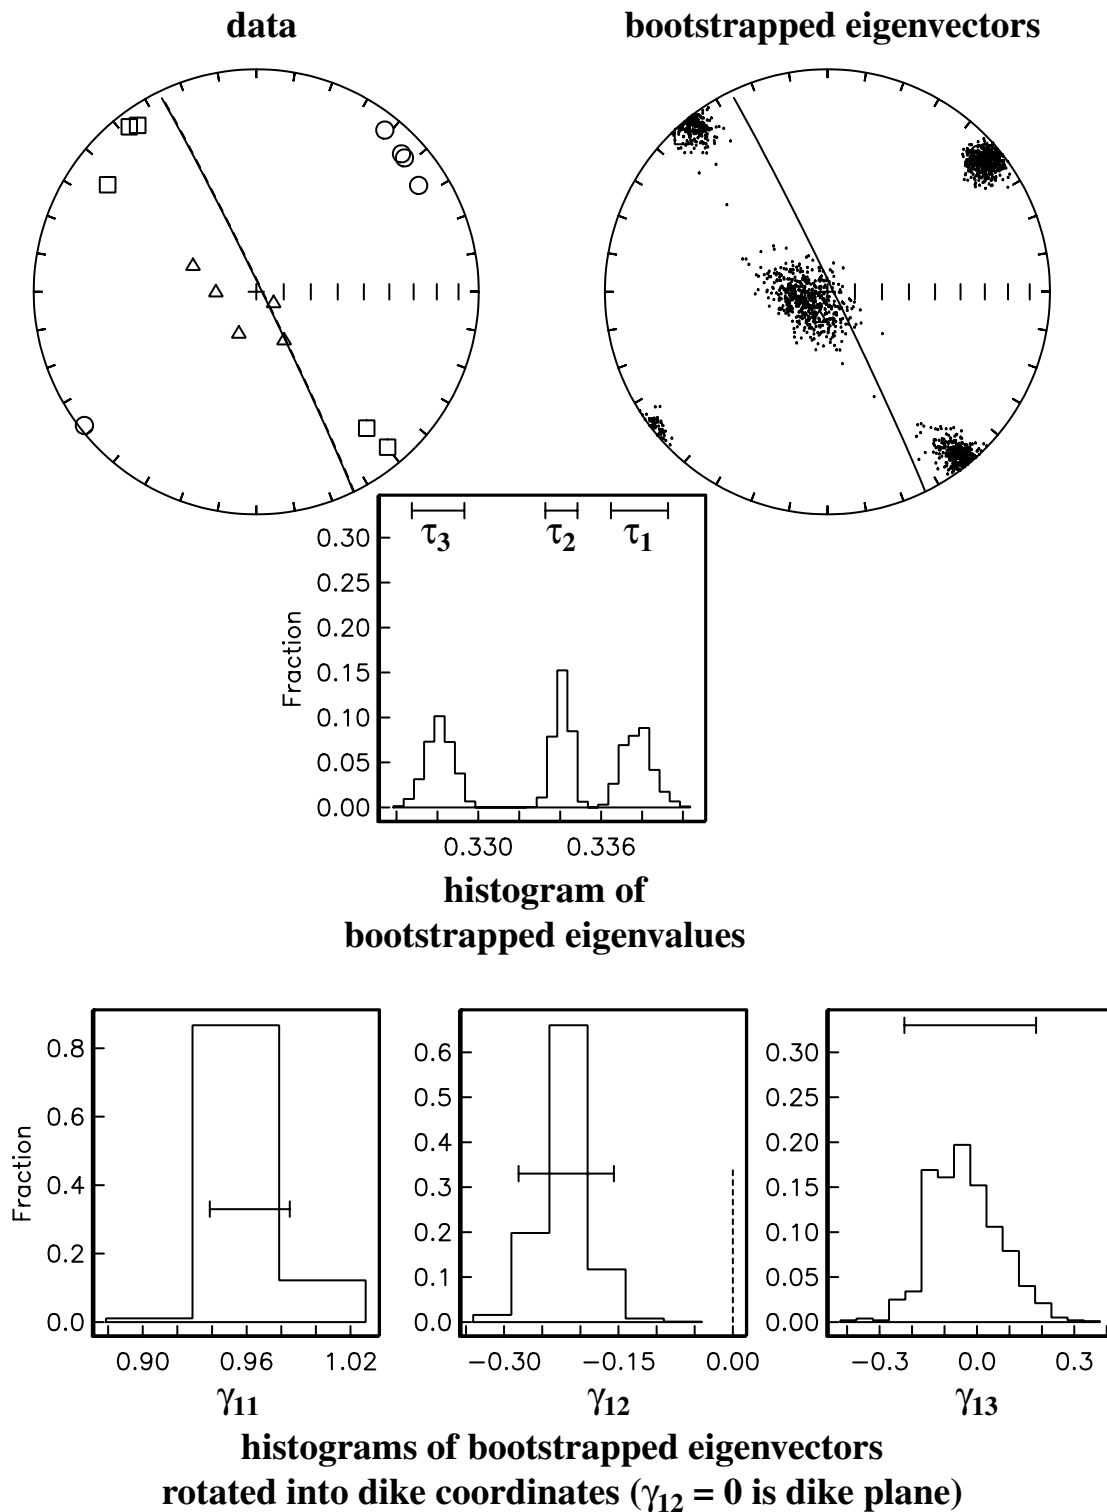 data
bootstrapped eigenvectors
τ3 τ2 τ1
0.30
0.25
0.20
0.15
0.10
0.05
0.00
Fraction
0.330 0.336
histogram of
bootstrapped eigenvalues
0.8
0.6
0.4
0.2
0.0
Fraction
0.90 0.96 1.02
γ11
0.6
0.5
0.4
0.3
0.2
0.1
0.0
−0.30 −0.15 0.00
γ12
0.30
0.25
0.20
0.15
0.10
0.05
0.00
−0.3 0.0 0.3
γ13
histograms of bootstrapped eigenvectors
rotated into dike coordinates (γ12 = 0 is dike plane)